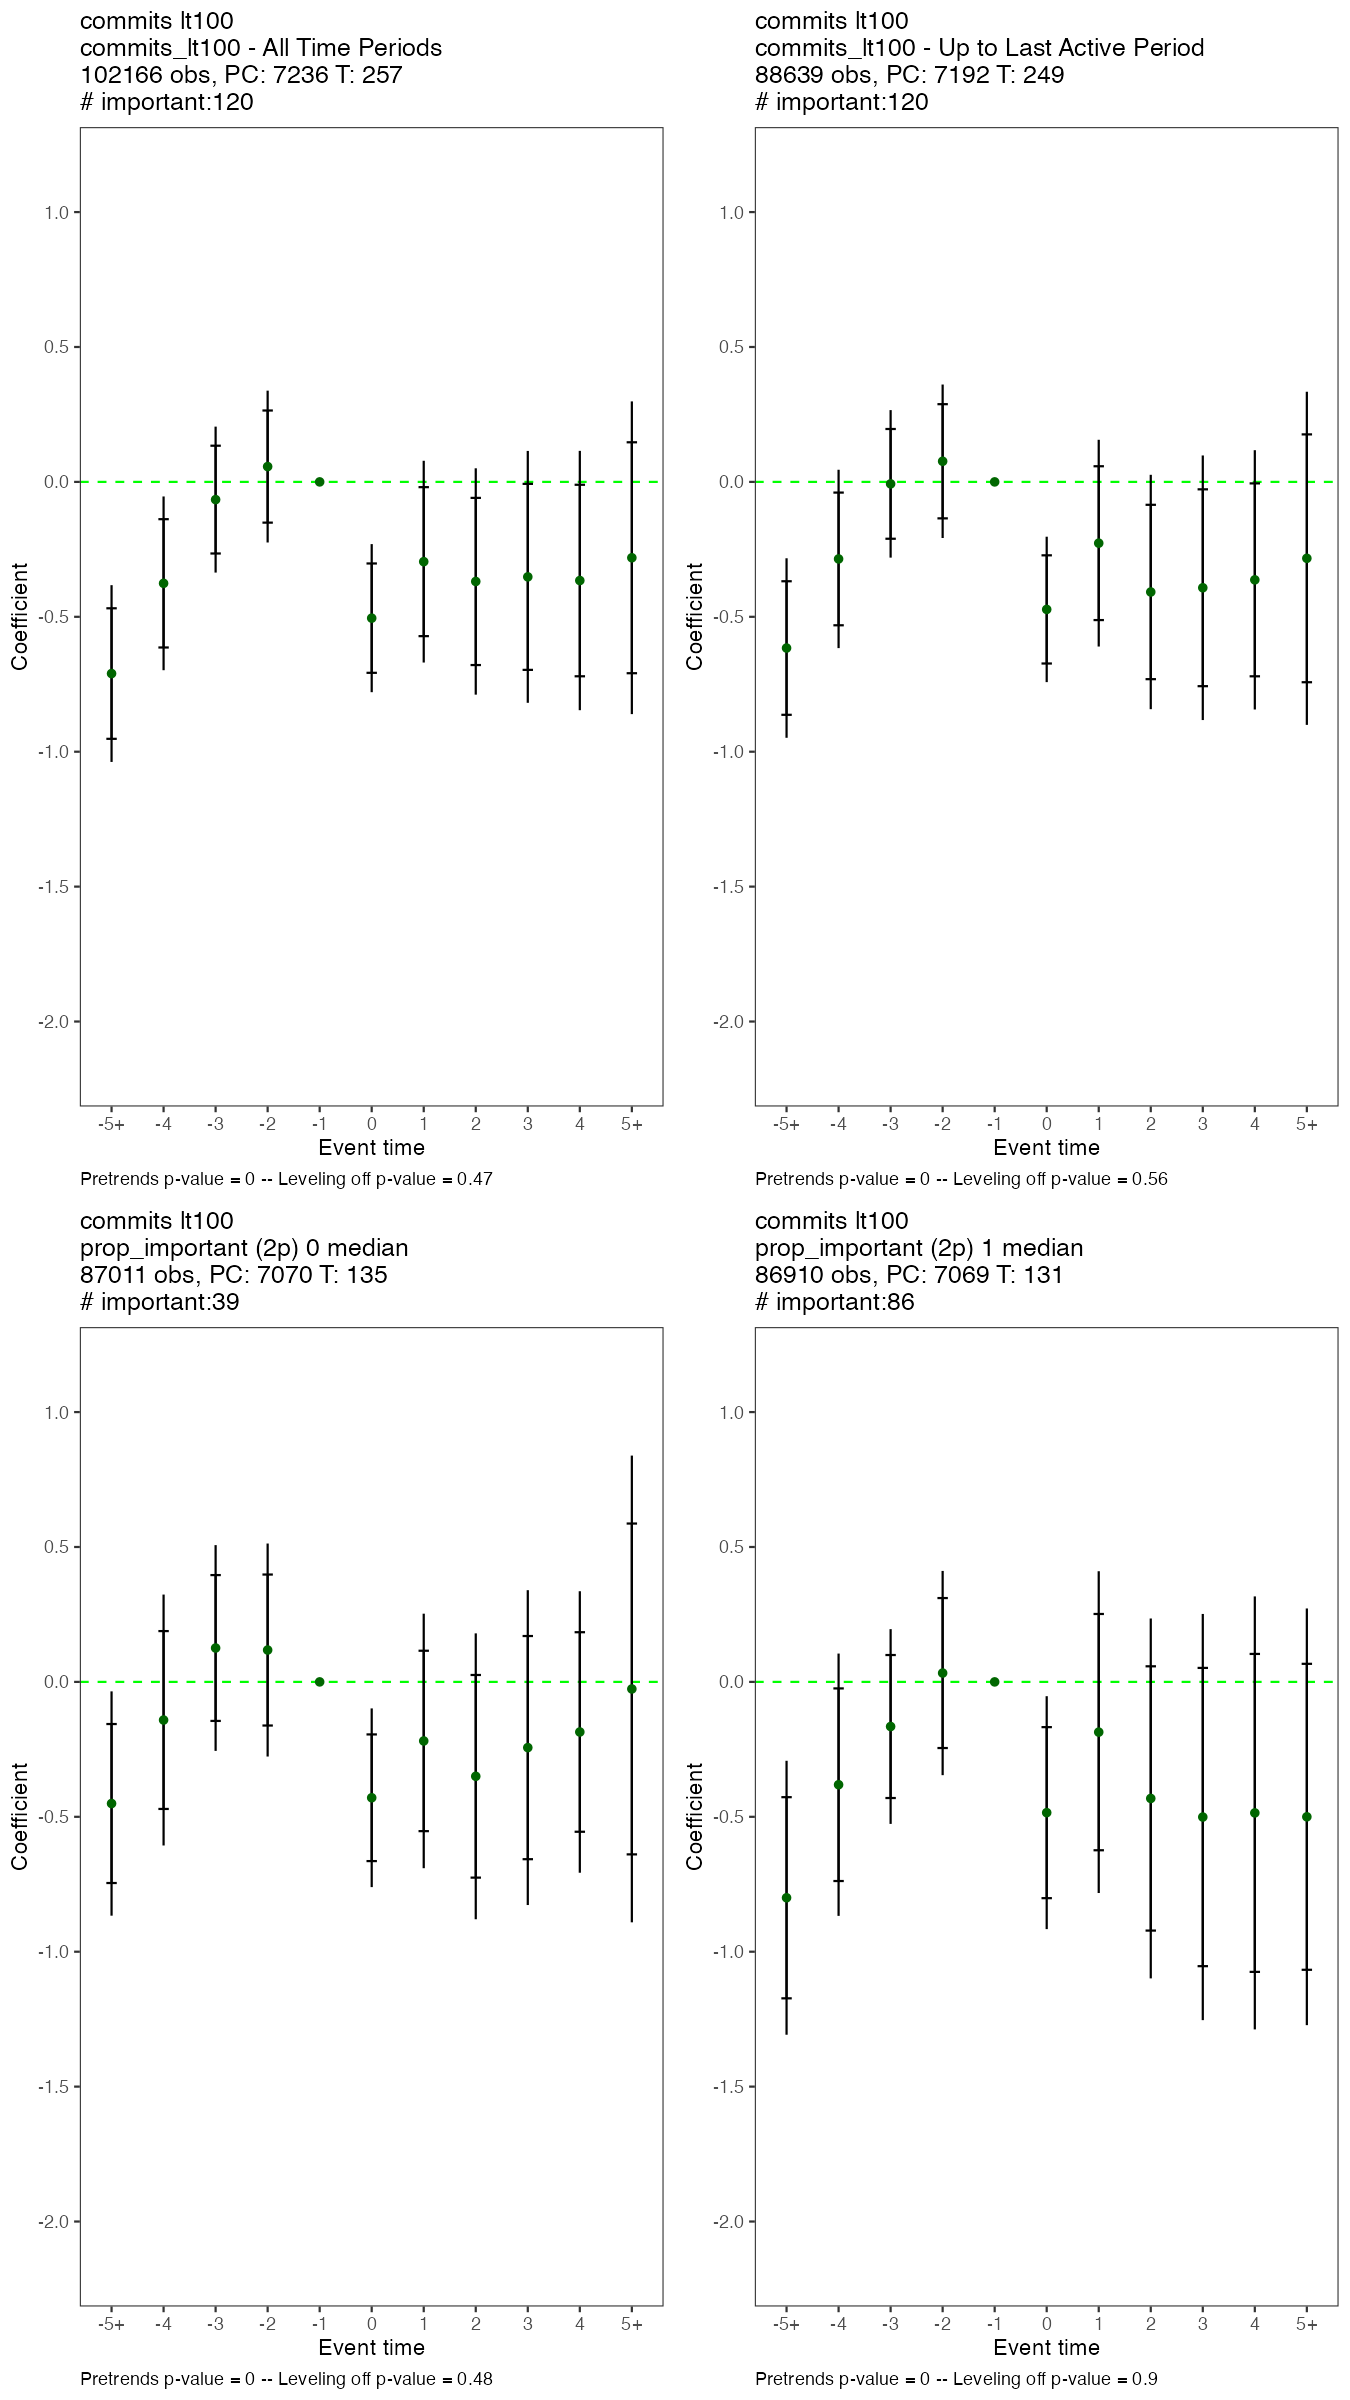 commits lt100
commits_lt100 - All Time Periods
102166 obs, PC: 7236 T: 257
# important:120
1.0
0.5
0.0
-0.5
-1.0
-1.5
-2.0
Coefficient
-5+ -4 -3 -2 -1 0 1 2 3 4 5+
Event time
Pretrends p-value = 0 -- Leveling off p-value = 0.47
commits lt100
commits_lt100 - Up to Last Active Period
88639 obs, PC: 7192 T: 249
# important:120
1.0
0.5
0.0
-0.5
-1.0
-1.5
-2.0
Coefficient
-5+ -4 -3 -2 -1 0 1 2 3 4 5+
Event time
Pretrends p-value = 0 -- Leveling off p-value = 0.56
commits lt100
prop_important (2p) 0 median
87011 obs, PC: 7070 T: 135
# important:39
1.0
0.5
0.0
-0.5
-1.0
-1.5
-2.0
Coefficient
-5+ -4 -3 -2 -1 0 1 2 3 4 5+
Event time
Pretrends p-value = 0 -- Leveling off p-value = 0.48
commits lt100
prop_important (2p) 1 median
86910 obs, PC: 7069 T: 131
# important:86
1.0
0.5
0.0
-0.5
-1.0
-1.5
-2.0
Coefficient
-5+ -4 -3 -2 -1 0 1 2 3 4 5+
Event time
Pretrends p-value = 0 -- Leveling off p-value = 0.9